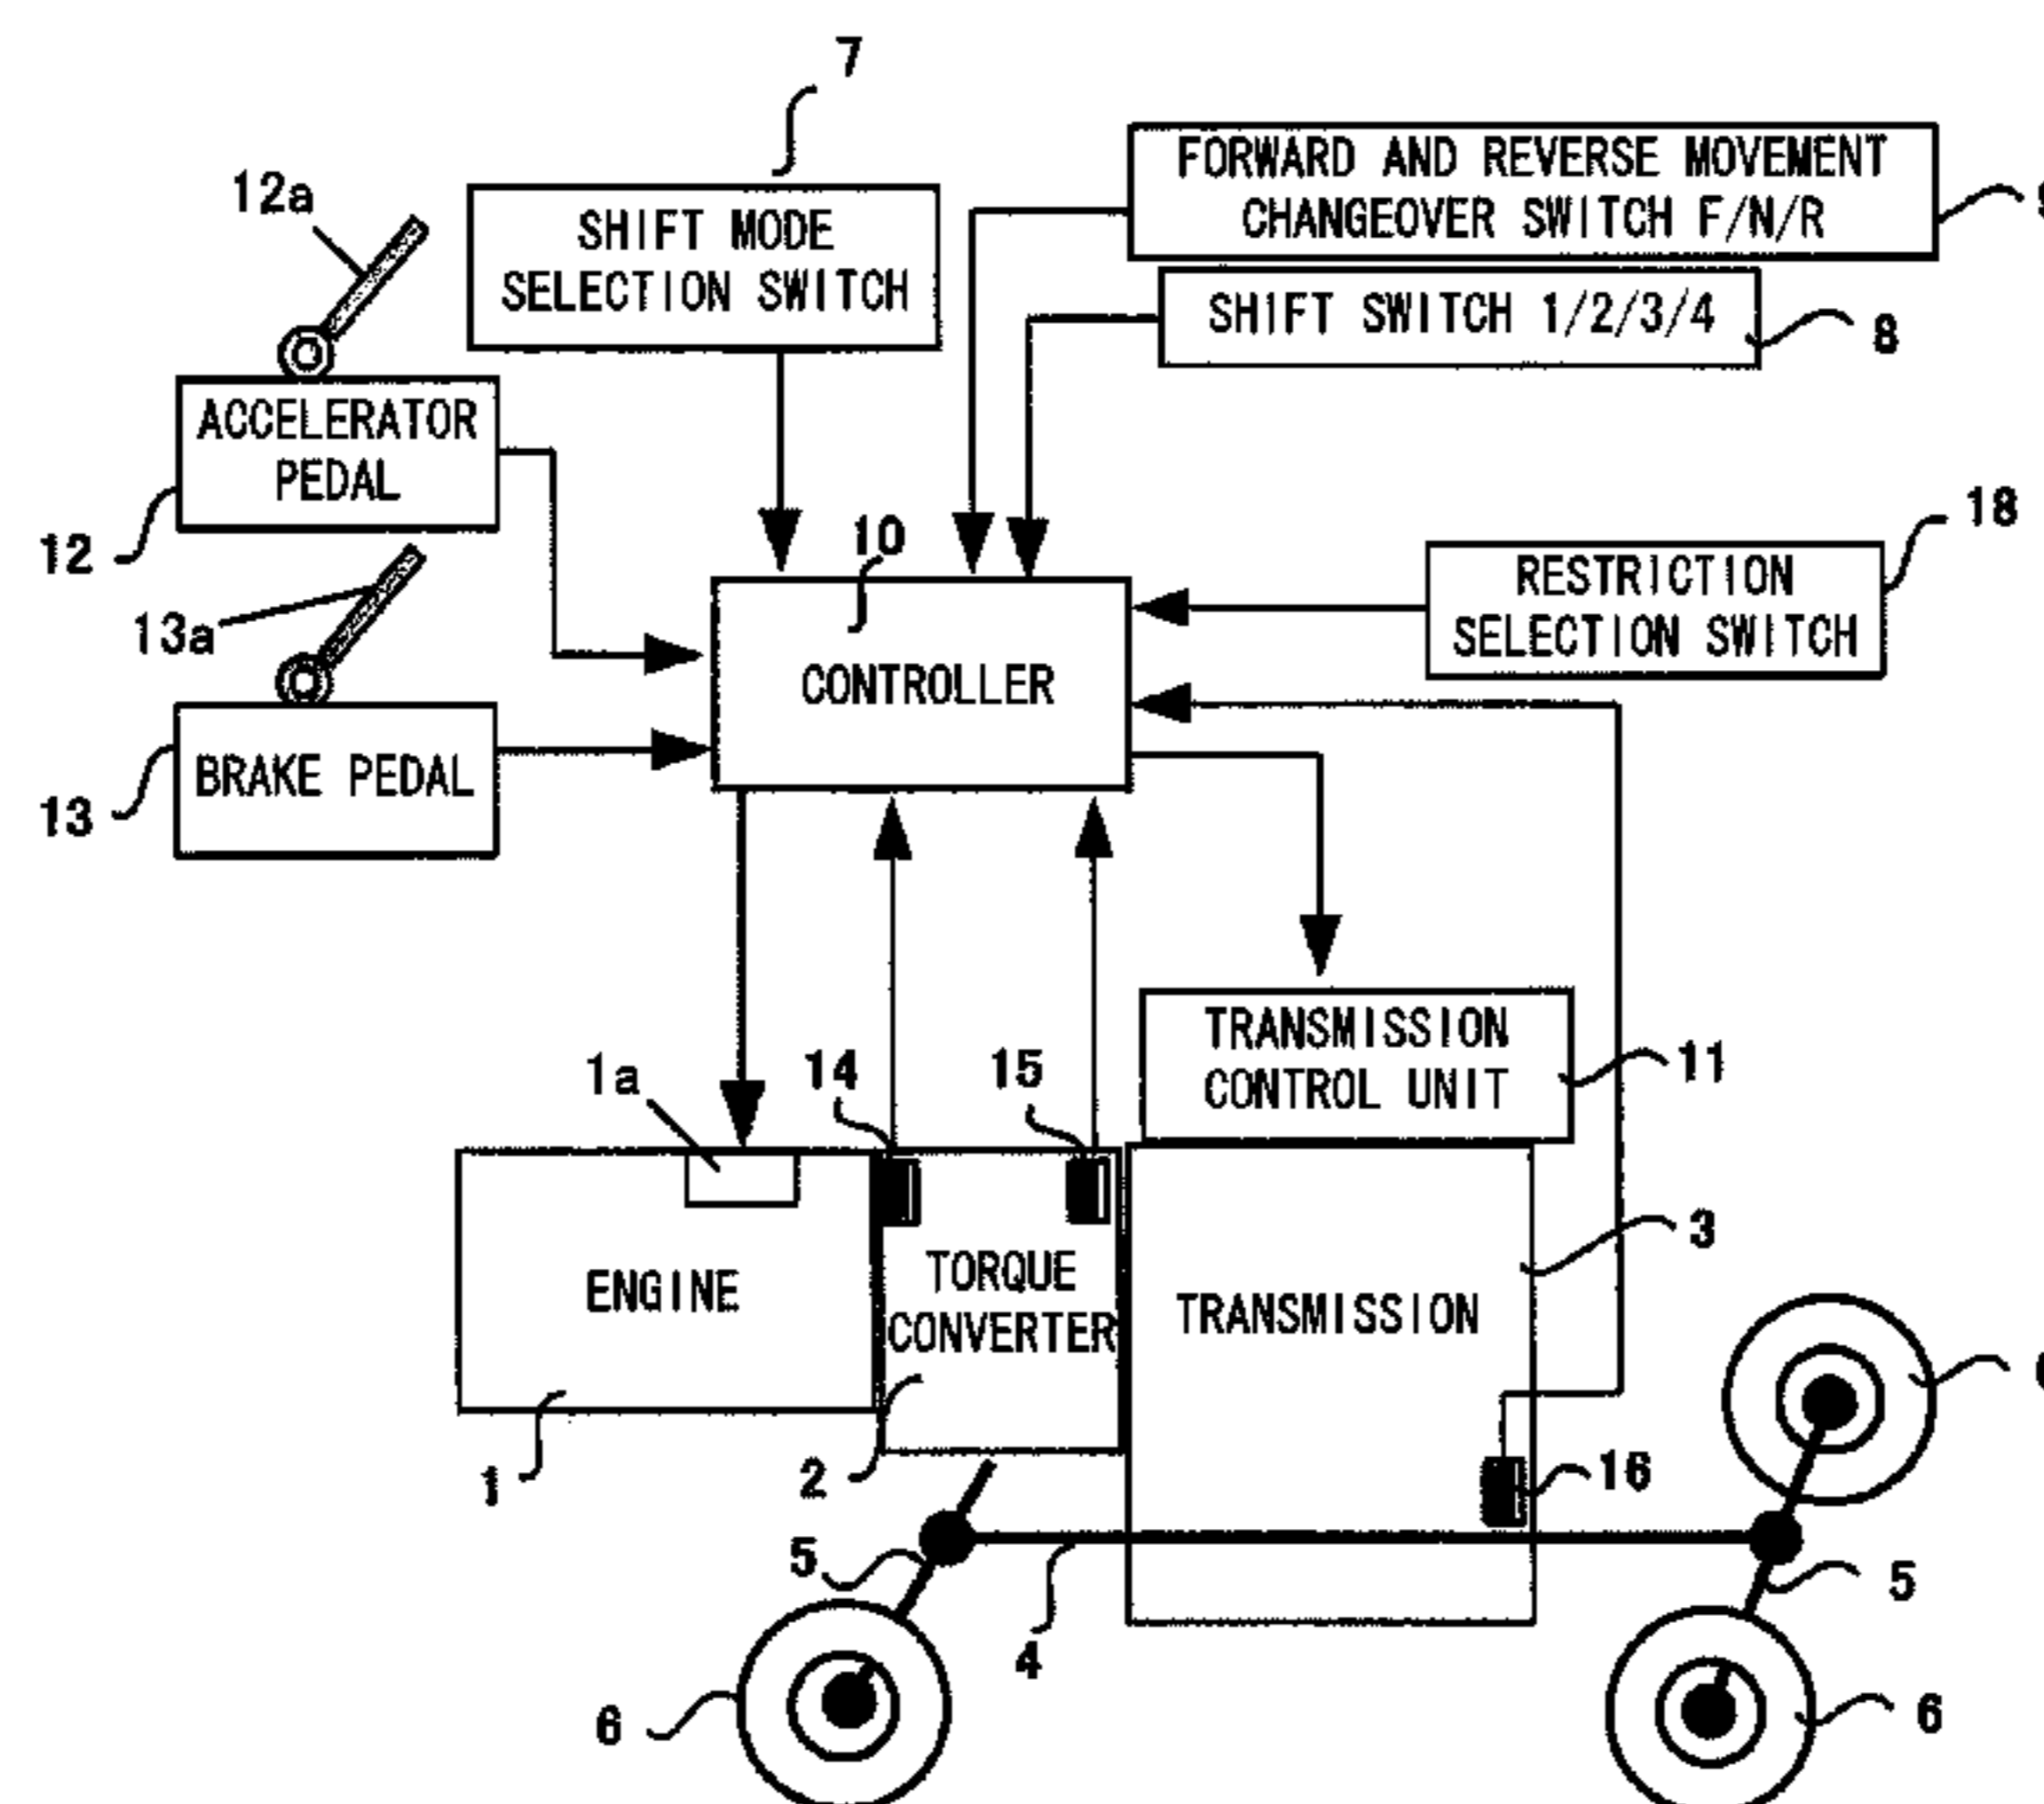 7
FORWARD AND REVERSE MOVEMENT
CHANGEOVER SWITCH F/N/R
12a
SHIFT MODE
SELECTION SWITCH
SHIFT SWITCH 1/2/3/4
8
ACCELERATOR
PEDAL
12
10
18
RESTRICTION
SELECTION SWITCH
13a
CONTROLLER
BRAKE PEDAL
13
TRANSMISSION
CONTROL UNIT
11
1a
14
15
3
ENGINE
TORQUE
CONVERTER
TRANSMISSION
1
2
16
5
5
4
6
6